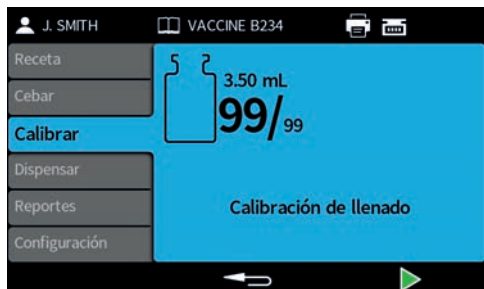 J. SMITH VACCINE B234
Receta
Cebar
Calibrar
Dispensar
Reportes
Configuración
3.50 mL
99/99
Calibración de llenado